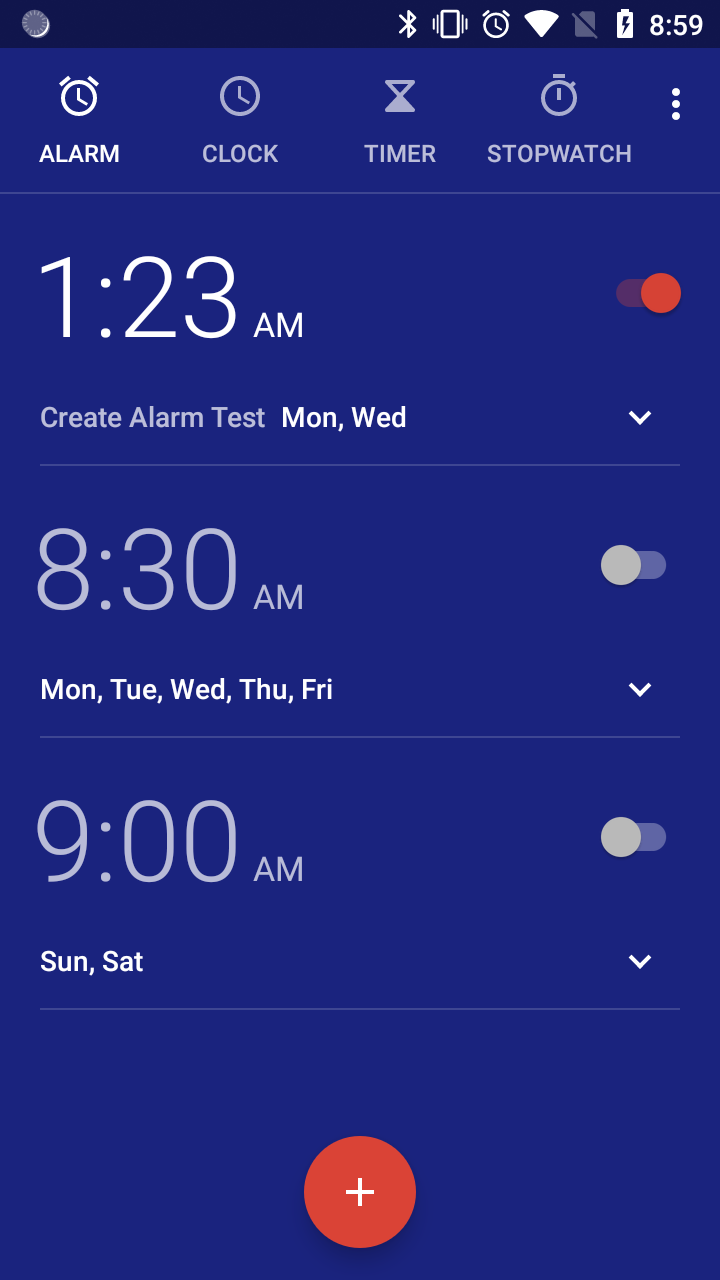 8:59
ALARM CLOCK TIMER STOPWATCH
1:23 AM
Create Alarm Test Mon, Wed
8:30 AM
Mon, Tue, Wed, Thu, Fri
9:00 AM
Sun, Sat